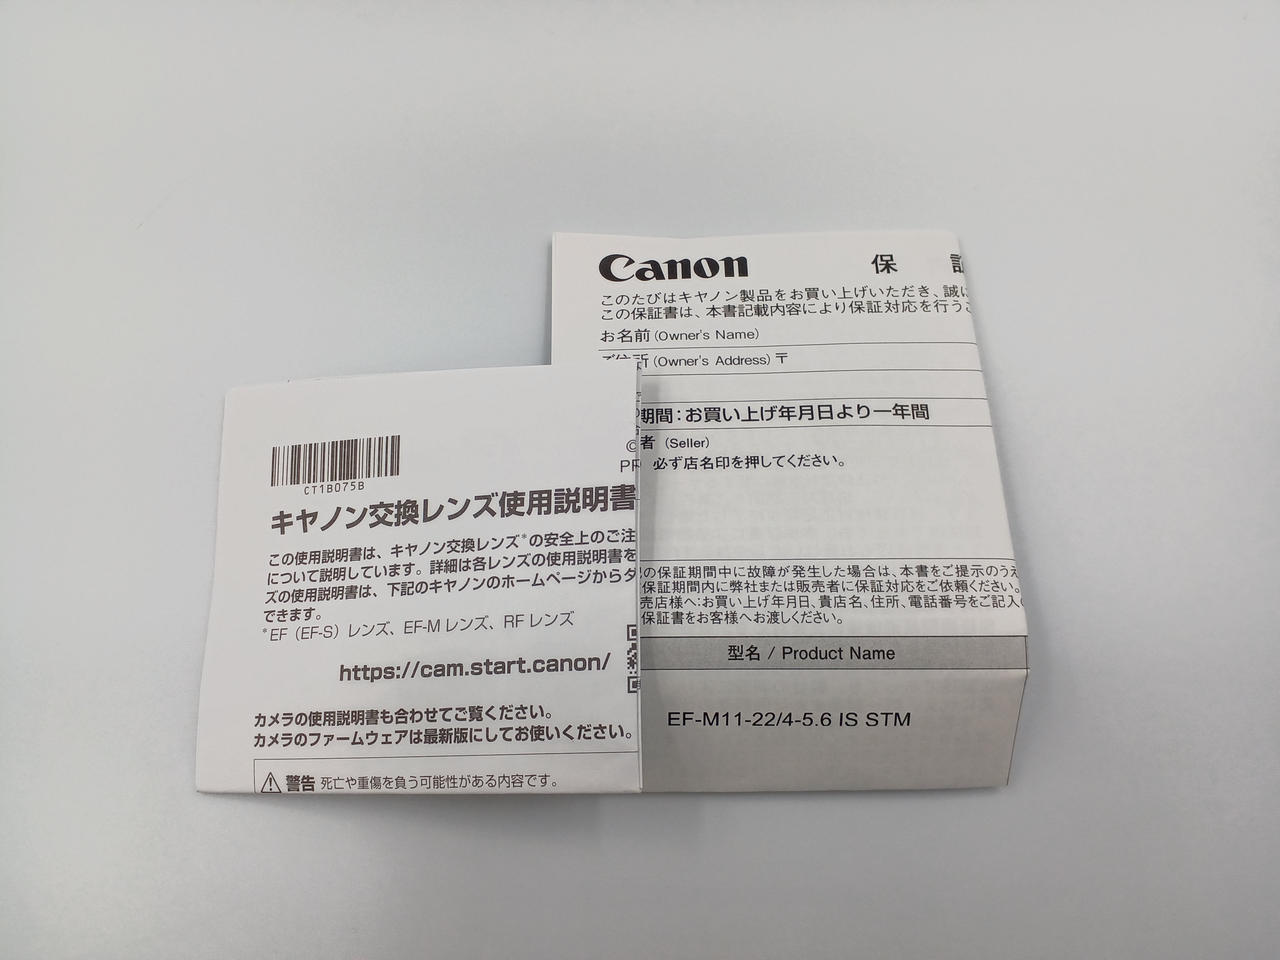 Canon 保 証
このたびはキヤノン製品をお買い上げいただき、誠に
この保証書は、本書記載内容により保証対応を行うこ
お名前 (Owner's Name)
ご住所 (Owner's Address) 〒
期間：お買い上げ年月日より一年間
者 (Seller)
必ず店名印を押してください。
の保証期間中に故障が発生した場合は、本書をご提示のうえ
保証期間内に弊社または販売者に保証対応をご依頼ください。
売店様へ：お買い上げ年月日、貴店名、住所、電話番号をご記入の
保証書をお客様へお渡しください。
型名 / Product Name
EF-M11-22/4-5.6 IS STM
CT1B075B
キヤノン交換レンズ使用説明書
この使用説明書は、キヤノン交換レンズ*の安全上のご注
について説明しています。詳細は各レンズの使用説明書を
ズの使用説明書は、下記のキヤノンのホームページからダ
できます。
*EF（EF-S）レンズ、EF-M レンズ、RF レンズ
https://cam.start.canon/
カメラの使用説明書も合わせてご覧ください。
カメラのファームウェアは最新版にしてお使いください。
警告 死亡や重傷を負う可能性がある内容です。